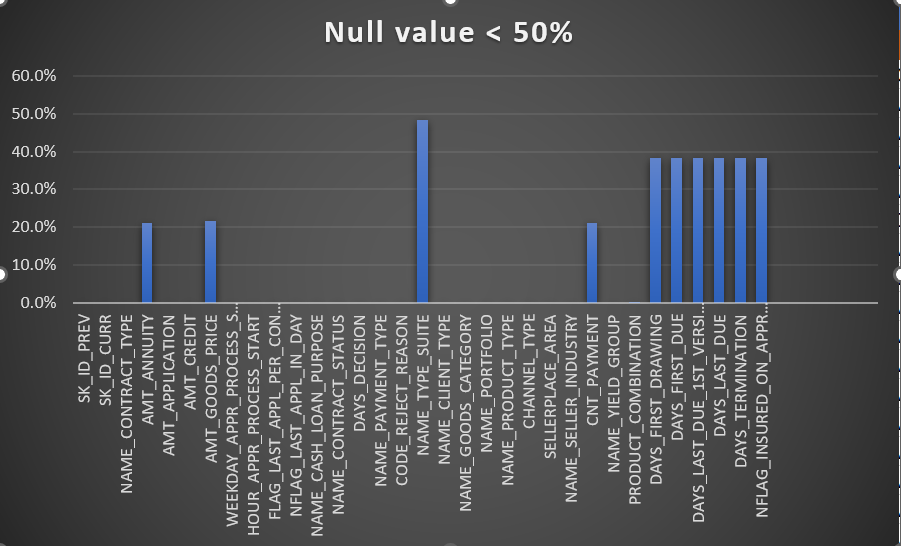 Null value < 50%
60.0%
50.0%
40.0%
30.0%
20.0%
10.0%
0.0%
SK_ID_PREV
SK_ID_CURR
NAME_CONTRACT_TYPE
AMT_ANNUITY
AMT_APPLICATION
AMT_CREDIT
AMT_GOODS_PRICE
WEEKDAY_APPR_PROCESS_S...
HOUR_APPR_PROCESS_START
FLAG_LAST_APPL_PER_CON...
NFLAG_LAST_APPL_IN_DAY
NAME_CASH_LOAN_PURPOSE
NAME_CONTRACT_STATUS
DAYS_DECISION
NAME_PAYMENT_TYPE
CODE_REJECT_REASON
NAME_TYPE_SUITE
NAME_CLIENT_TYPE
NAME_GOODS_CATEGORY
NAME_PORTFOLIO
NAME_PRODUCT_TYPE
CHANNEL_TYPE
SELLERPLACE_AREA
NAME_SELLER_INDUSTRY
CNT_PAYMENT
NAME_YIELD_GROUP
PRODUCT_COMBINATION
DAYS_FIRST_DRAWING
DAYS_FIRST_DUE
DAYS_LAST_DUE_1ST_VERSI...
DAYS_LAST_DUE
DAYS_TERMINATION
NFLAG_INSURED_ON_APPR...